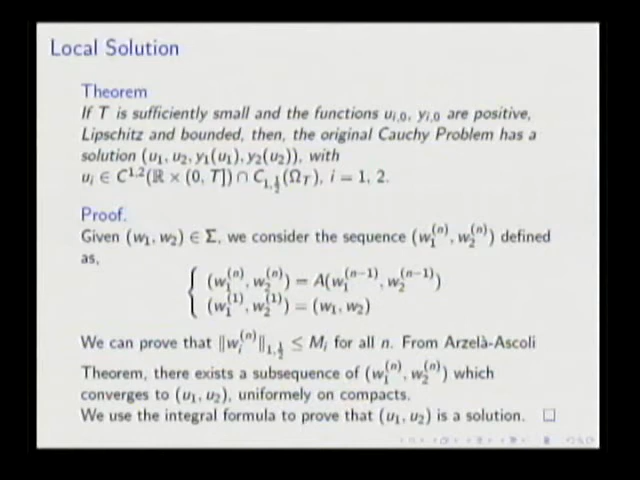 Local Solution
Theorem
If T is sufficiently small and the functions u_{i,0}, y_{i,0} are positive,
Lipschitz and bounded, then, the original Cauchy Problem has a
solution (u_1, u_2, y_1(u_1), y_2(u_2)), with
u_i ∈ C^{1,2}(ℝ × (0, T]) ∩ C_{1,\frac{1}{2}}(Ω_T), i = 1, 2.
Proof.
Given (w_1, w_2) ∈ Σ, we consider the sequence (w_1^{(n)}, w_2^{(n)}) defined
as,
(w_1^{(n)}, w_2^{(n)}) = A(w_1^{(n-1)}, w_2^{(n-1)})
(w_1^{(1)}, w_2^{(1)}) = (w_1, w_2)
We can prove that ‖w_i^{(n)}‖_{1,\frac{1}{2}} ≤ M_i for all n. From Arzelà-Ascoli
Theorem, there exists a subsequence of (w_1^{(n)}, w_2^{(n)}) which
converges to (u_1, u_2), uniformly on compacts.
We use the integral formula to prove that (u_1, u_2) is a solution. □